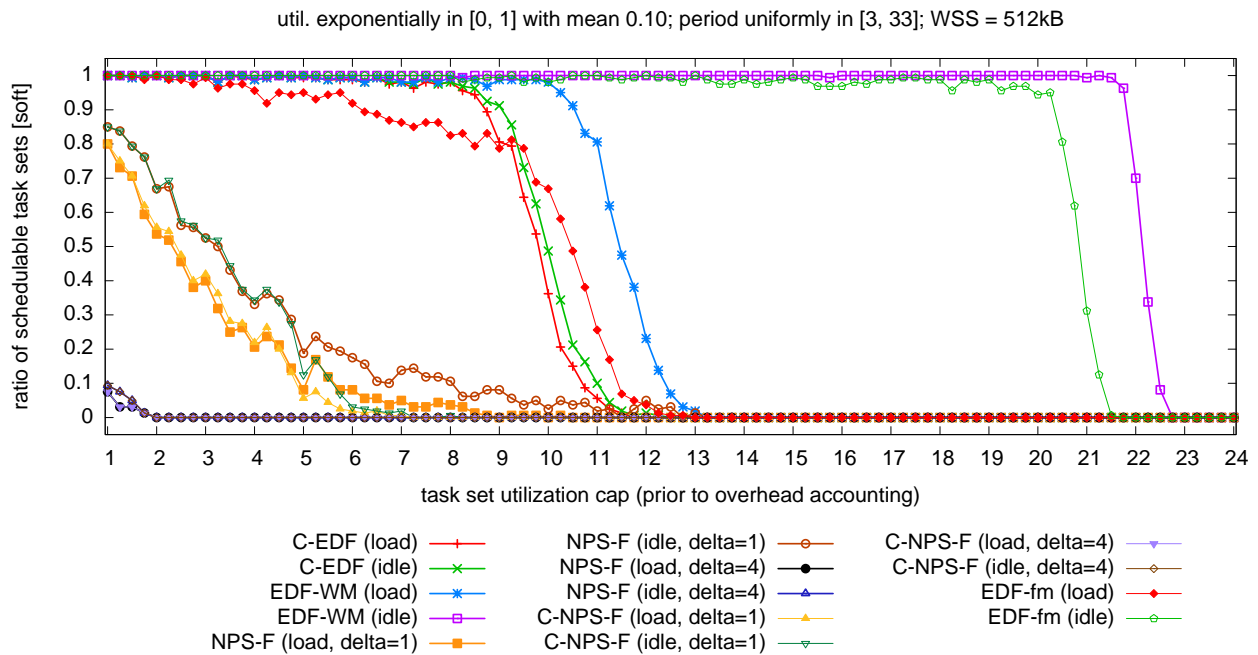 util. exponentially in [0, 1] with mean 0.10; period uniformly in [3, 33]; WSS = 512kB
ratio of schedulable task sets [soft]
1
0.9
0.8
0.7
0.6
0.5
0.4
0.3
0.2
0.1
0
1 2 3 4 5 6 7 8 9 10 11 12 13 14 15 16 17 18 19 20 21 22 23 24
task set utilization cap (prior to overhead accounting)
C-EDF (load)
C-EDF (idle)
EDF-WM (load)
EDF-WM (idle)
NPS-F (load, delta=1)
NPS-F (idle, delta=1)
NPS-F (load, delta=4)
NPS-F (idle, delta=4)
C-NPS-F (load, delta=1)
C-NPS-F (idle, delta=1)
C-NPS-F (load, delta=4)
C-NPS-F (idle, delta=4)
EDF-fm (load)
EDF-fm (idle)